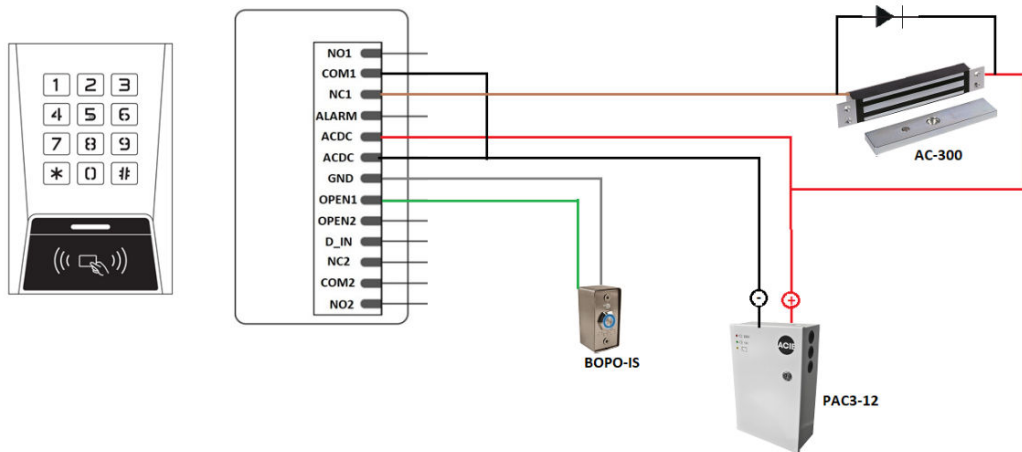 1 2 3
4 5 6
7 8 9
* 0 #
NO1
COM1
NC1
ALARM
ACDC
ACDC
GND
OPEN1
OPEN2
D_IN
NC2
COM2
NO2
AC-300
BOPO-IS
-
+
ACIE
PAC3-12